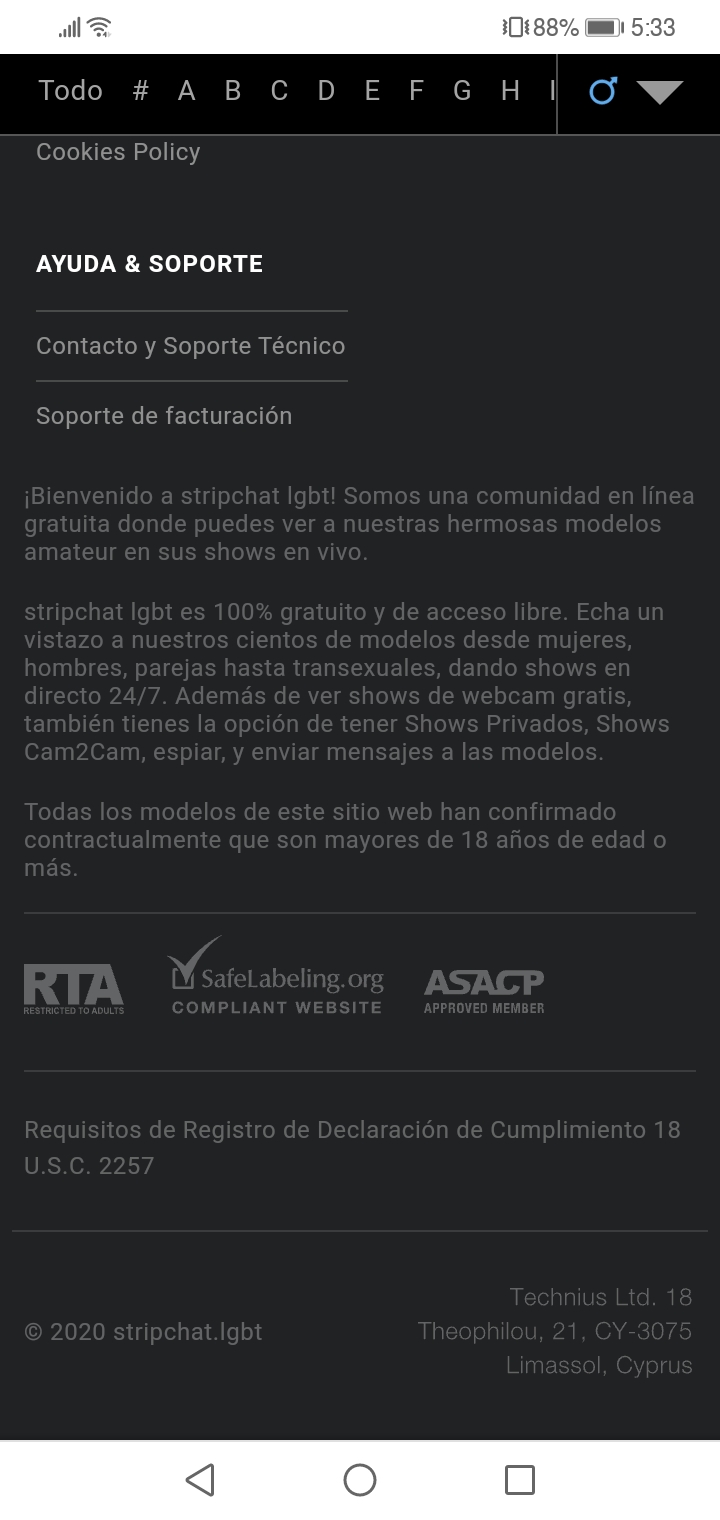 88% 5:33
Todo # A B C D E F G H I
Cookies Policy
AYUDA & SOPORTE
Contacto y Soporte Técnico
Soporte de facturación
¡Bienvenido a stripchat lgbt! Somos una comunidad en línea
gratuita donde puedes ver a nuestras hermosas modelos
amateur en sus shows en vivo.
stripchat lgbt es 100% gratuito y de acceso libre. Echa un
vistazo a nuestros cientos de modelos desde mujeres,
hombres, parejas hasta transexuales, dando shows en
directo 24/7. Además de ver shows de webcam gratis,
también tienes la opción de tener Shows Privados, Shows
Cam2Cam, espiar, y enviar mensajes a las modelos.
Todas los modelos de este sitio web han confirmado
contractualmente que son mayores de 18 años de edad o
más.
RTA
RESTRICTED TO ADULTS
SafeLabeling.org
COMPLIANT WEBSITE
ASACP
APPROVED MEMBER
Requisitos de Registro de Declaración de Cumplimiento 18
U.S.C. 2257
© 2020 stripchat.lgbt
Technius Ltd. 18
Theophilou, 21, CY-3075
Limassol, Cyprus